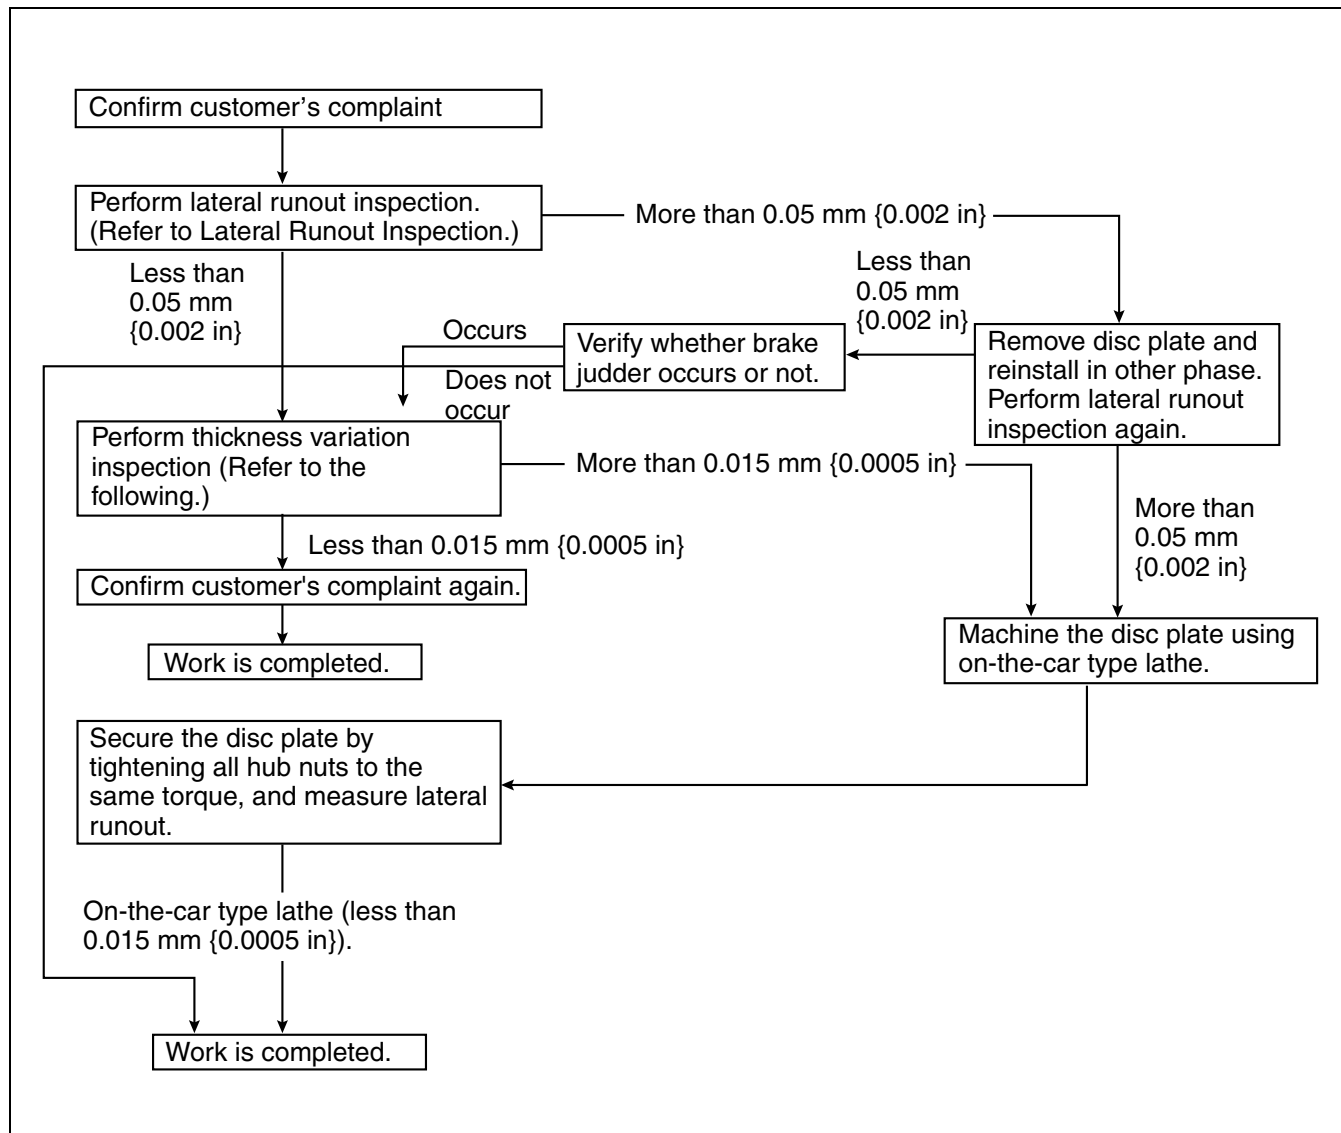 Confirm customer’s complaint
Perform lateral runout inspection.
(Refer to Lateral Runout Inspection.)
More than 0.05 mm {0.002 in}
Less than
0.05 mm
{0.002 in}
Less than
0.05 mm
{0.002 in}
Remove disc plate and
reinstall in other phase.
Perform lateral runout
inspection again.
Verify whether brake
judder occurs or not.
Occurs
Does not
occur
Perform thickness variation
inspection (Refer to the
following.)
More than 0.015 mm {0.0005 in}
More than
0.05 mm
{0.002 in}
Less than 0.015 mm {0.0005 in}
Confirm customer's complaint again.
Work is completed.
Machine the disc plate using
on-the-car type lathe.
Secure the disc plate by
tightening all hub nuts to the
same torque, and measure lateral
runout.
On-the-car type lathe (less than
0.015 mm {0.0005 in}).
Work is completed.